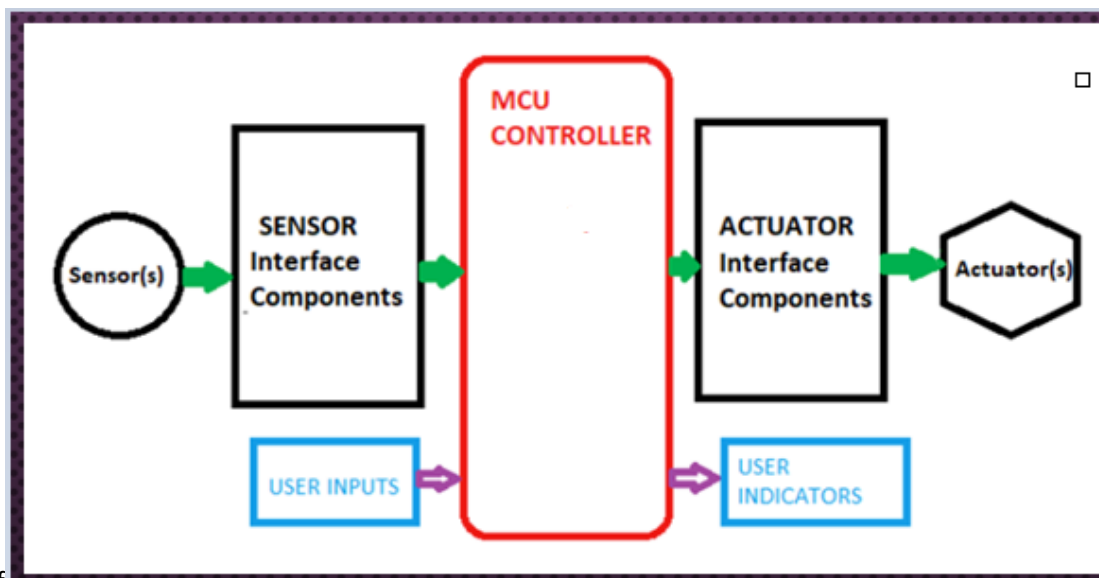 MCU
CONTROLLER
Sensor(s)
SENSOR
Interface
Components
ACTUATOR
Interface
Components
Actuator(s)
USER INPUTS
USER
INDICATORS